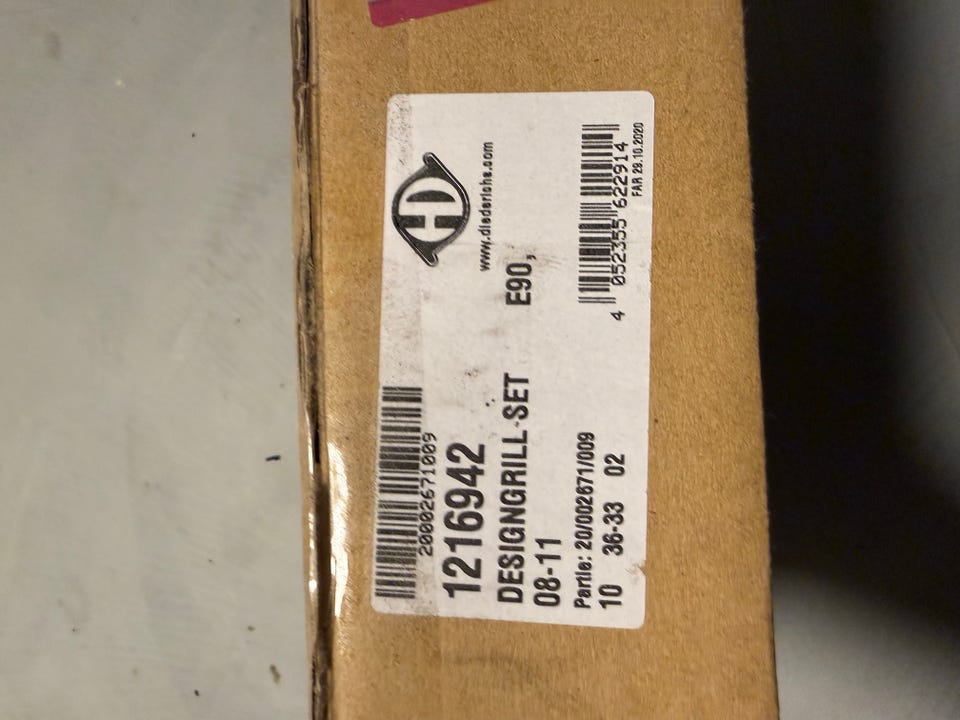 20002671009
HD
www.diederichs.com
1216942
DESIGNGRILL-SET E90,
08-11
Partie: 20/002671/009
10 36-33 02
4 052355 622914
FAR 29.10.2020